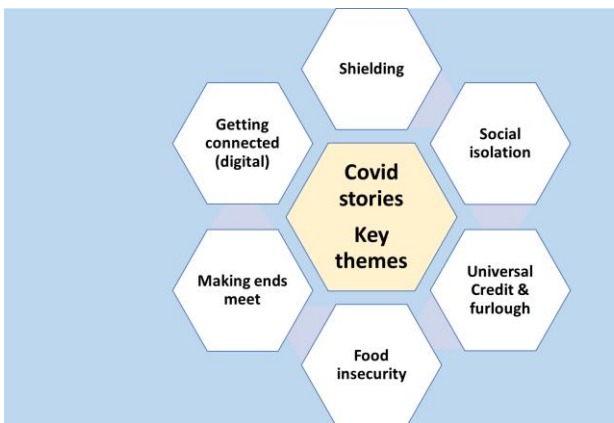 Shielding
Getting
connected
(digital)
Social
isolation
Covid
stories
Key
themes
Making ends
meet
Universal
Credit &
furlough
Food
insecurity